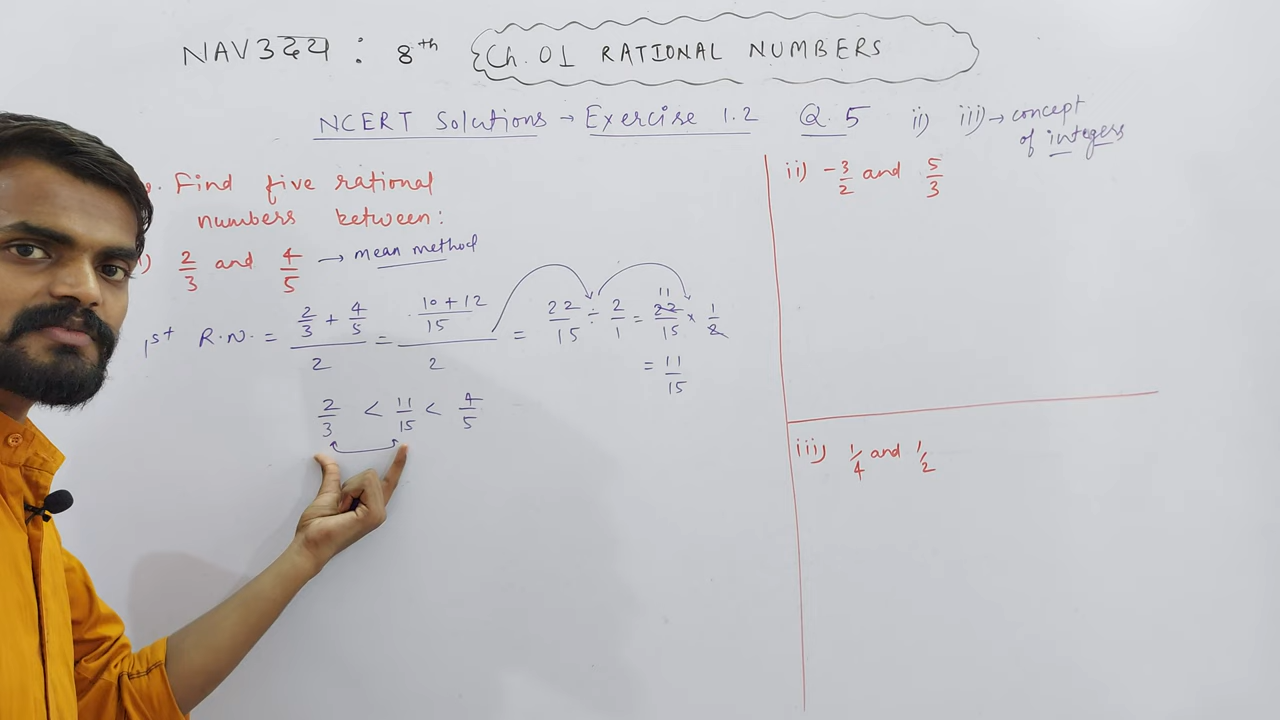 NAV3युग : 8th Ch. 01 RATIONAL NUMBERS
NCERT Solutions → Exercise 1.2 Q. 5 ii) iii) → concept
of integers
Find five rational
numbers between:
i) 2/3 and 4/5 → mean method
1st R.N. = (2/3 + 4/5)/2 = ((10+12)/15)/2 = 22/15 ÷ 2/1 = 22/15 × 1/2
11
= 11/15
2/3 < 11/15 < 4/5
ii) -3/2 and 5/3
iii) 1/4 and 1/2